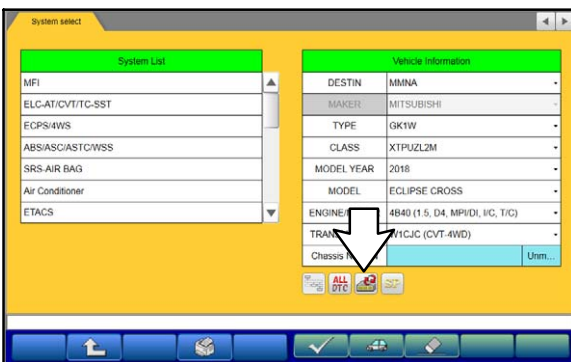 System select
System List
MFI
ELC-AT/CVT/TC-SST
ECPS/4WS
ABS/ASC/ASTC/WSS
SRS-AIR BAG
Air Conditioner
ETACS
Vehicle Information
DESTIN MMNA
MAKER MITSUBISHI
TYPE GK1W
CLASS XTPUZL2M
MODEL YEAR 2018
MODEL ECLIPSE CROSS
ENGINE/ 4B40 (1.5, D4, MPI/DI, I/C, T/C)
TRAN W1CJC (CVT-4WD)
Chassis N Unm...
ALL DTC SP